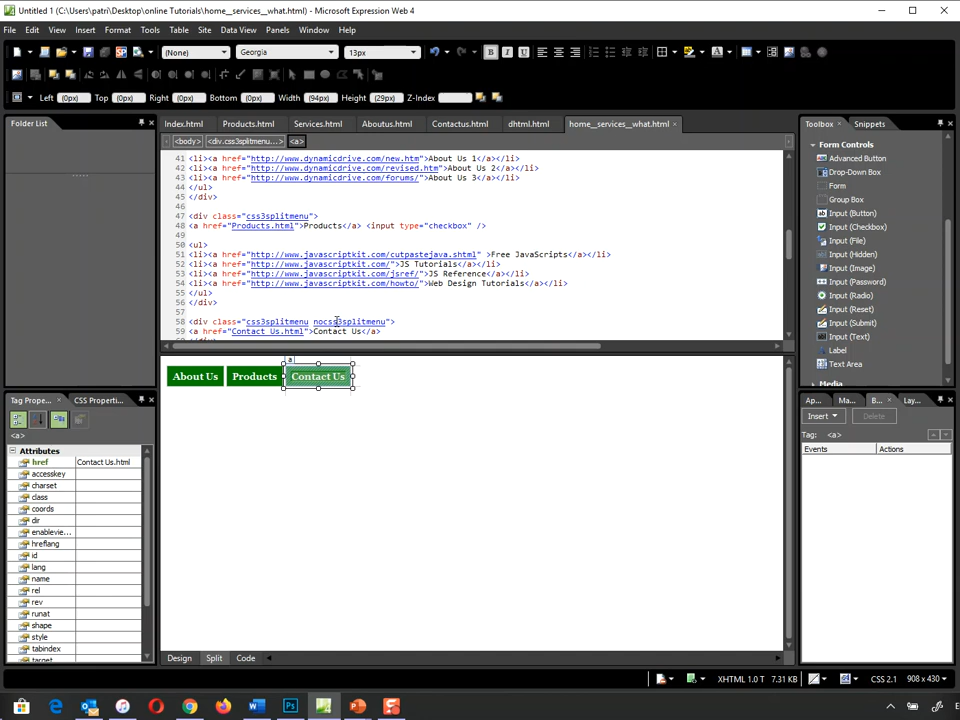 Untitled 1 (C:\Users\patri\Desktop\online Tutorials\home__services__what.html) - Microsoft Expression Web 4
File Edit View Insert Format Tools Table Site Data View Panels Window Help
(None) Georgia 13px
Left (0px) Top (0px) Right (0px) Bottom (0px) Width (94px) Height (29px) Z-Index
Folder List
Index.html Products.html Services.html Aboutus.html Contactus.html dhtml.html home__services__what.html
<body> <div.css3splitmenu...> <a>
41 <li><a href="http://www.dynamicdrive.com/new.htm">About Us 1</a></li>
42 <li><a href="http://www.dynamicdrive.com/revised.htm">About Us 2</a></li>
43 <li><a href="http://www.dynamicdrive.com/forums/">About Us 3</a></li>
44 </ul>
45 </div>
46
47 <div class="css3splitmenu">
48 <a href="Products.html">Products</a> <input type="checkbox" />
49
50 <ul>
51 <li><a href="http://www.javascriptkit.com/cutpastejava.shtml" >Free JavaScripts</a></li>
52 <li><a href="http://www.javascriptkit.com/">JS Tutorials</a></li>
53 <li><a href="http://www.javascriptkit.com/jsref/">JS Reference</a></li>
54 <li><a href="http://www.javascriptkit.com/howto/">Web Design Tutorials</a></li>
55 </ul>
56 </div>
57
58 <div class="css3splitmenu nocss3splitmenu">
59 <a href="Contact Us.html">Contact Us</a>
a
About Us Products Contact Us
Design Split Code
Toolbox Snippets
Form Controls
Advanced Button
Drop-Down Box
Form
Group Box
Input (Button)
Input (Checkbox)
Input (File)
Input (Hidden)
Input (Image)
Input (Password)
Input (Radio)
Input (Reset)
Input (Submit)
Input (Text)
Label
Text Area
Media
Tag Prope... CSS Properti...
<a>
Attributes
href Contact Us.html
accesskey
charset
class
coords
dir
enablevie...
hreflang
id
lang
name
rel
rev
runat
shape
style
tabindex
target
Ap... Ma... B... Lay...
Insert Delete
Tag: <a>
Events Actions
XHTML 1.0 T 7.31 KB CSS 2.1 908 x 430